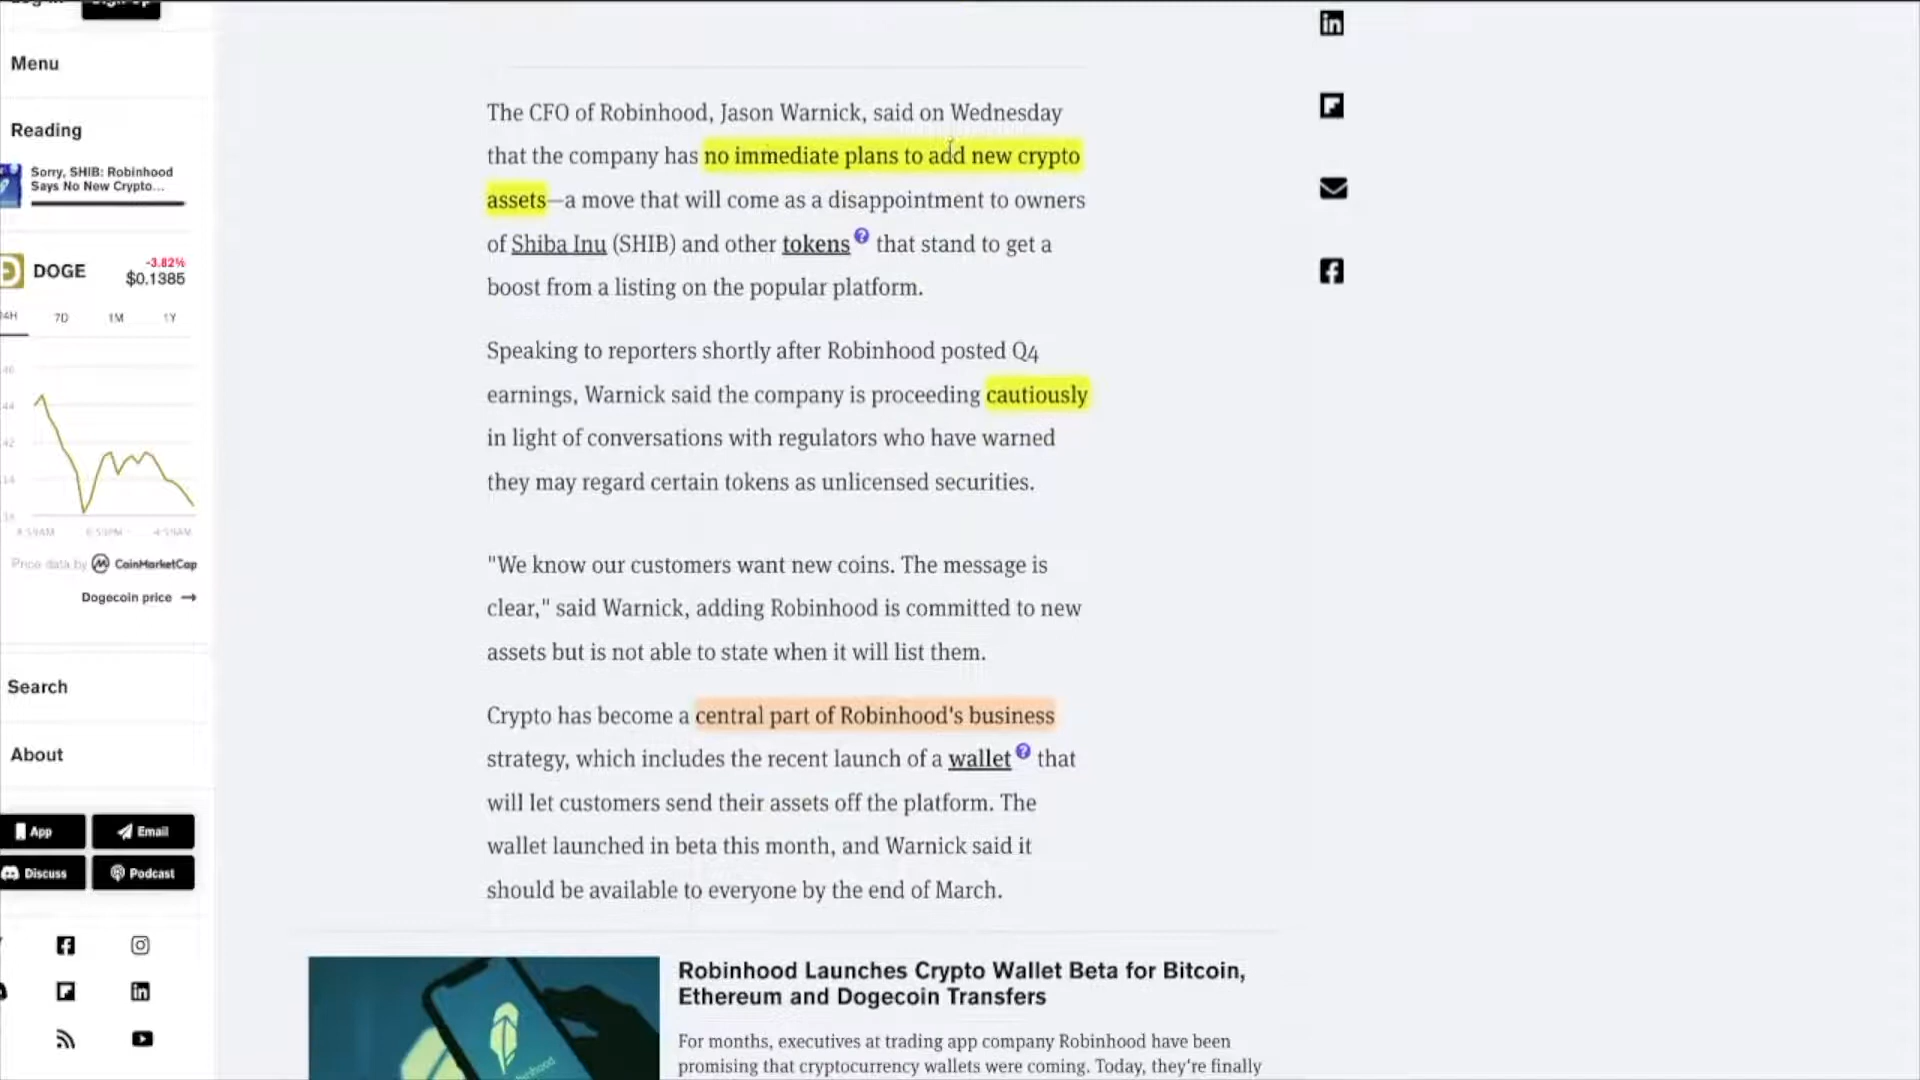 Menu
Reading
Sorry, SHIB: Robinhood
Says No New Crypto...
DOGE
-3.82%
$0.1385
7D 1M 1Y
Price data by CoinMarketCap
Dogecoin price →
Search
About
App
Email
Discuss
Podcast
The CFO of Robinhood, Jason Warnick, said on Wednesday
that the company has no immediate plans to add new crypto
assets—a move that will come as a disappointment to owners
of Shiba Inu (SHIB) and other tokens ? that stand to get a
boost from a listing on the popular platform.
Speaking to reporters shortly after Robinhood posted Q4
earnings, Warnick said the company is proceeding cautiously
in light of conversations with regulators who have warned
they may regard certain tokens as unlicensed securities.
"We know our customers want new coins. The message is
clear," said Warnick, adding Robinhood is committed to new
assets but is not able to state when it will list them.
Crypto has become a central part of Robinhood's business
strategy, which includes the recent launch of a wallet ? that
will let customers send their assets off the platform. The
wallet launched in beta this month, and Warnick said it
should be available to everyone by the end of March.
Robinhood Launches Crypto Wallet Beta for Bitcoin,
Ethereum and Dogecoin Transfers
For months, executives at trading app company Robinhood have been
promising that cryptocurrency wallets were coming. Today, they're finally